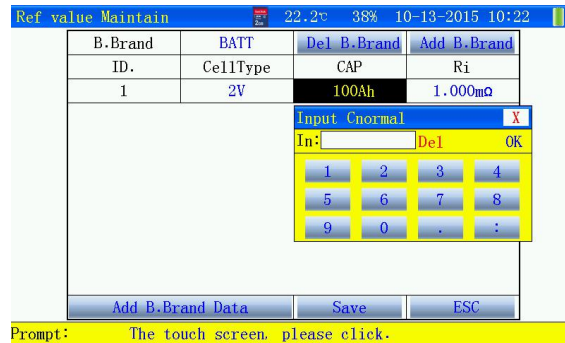 Ref value Maintain 22.2℃ 38% 10-13-2015 10:22
B.Brand BATT Del B.Brand Add B.Brand
ID. CellType CAP Ri
1 2V 100Ah 1.000mΩ
Input Cnormal X
In: Del OK
1 2 3 4
5 6 7 8
9 0 . :
Add B.Brand Data Save ESC
Prompt: The touch screen, please click.